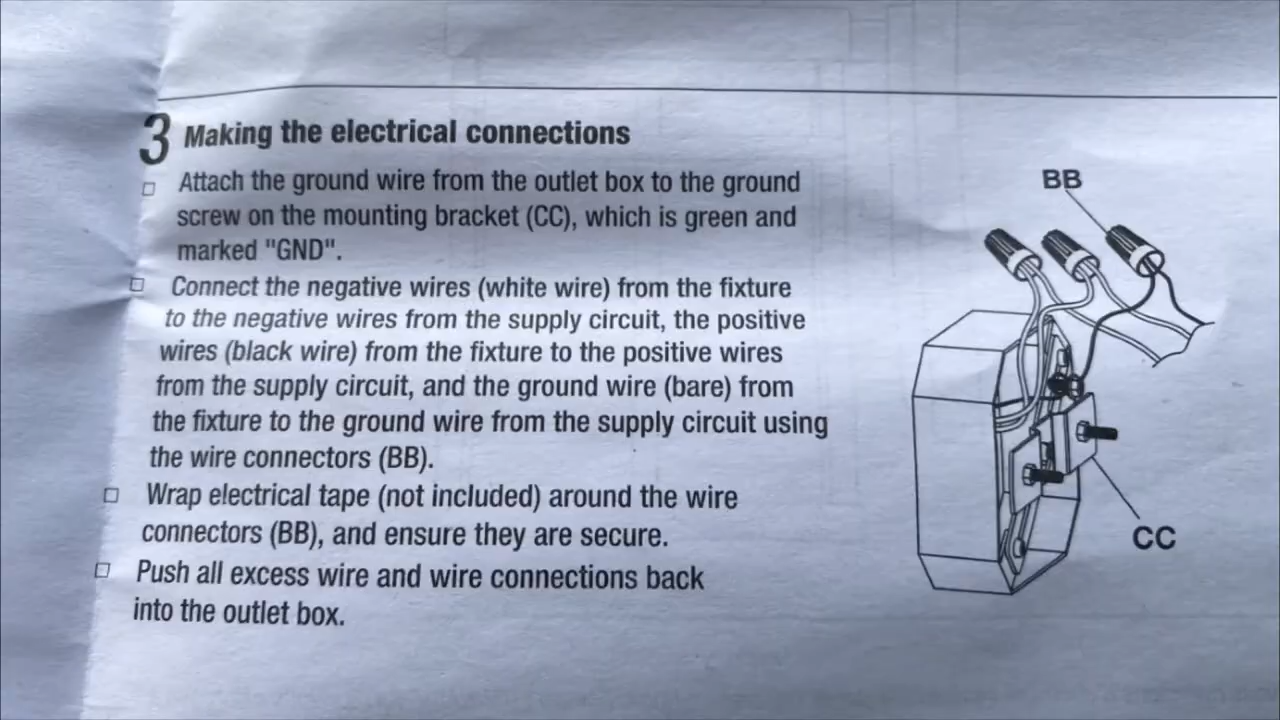 3 Making the electrical connections
□ Attach the ground wire from the outlet box to the ground
screw on the mounting bracket (CC), which is green and
marked "GND".
□ Connect the negative wires (white wire) from the fixture
to the negative wires from the supply circuit, the positive
wires (black wire) from the fixture to the positive wires
from the supply circuit, and the ground wire (bare) from
the fixture to the ground wire from the supply circuit using
the wire connectors (BB).
□ Wrap electrical tape (not included) around the wire
connectors (BB), and ensure they are secure.
□ Push all excess wire and wire connections back
into the outlet box.
BB
CC